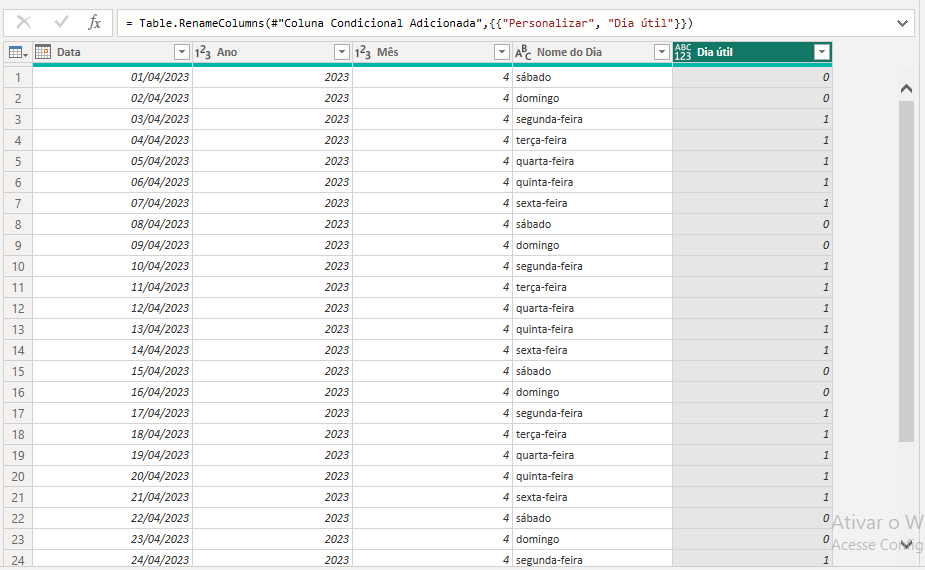 fx = Table.RenameColumns(#"Coluna Condicional Adicionada",{{"Personalizar", "Dia útil"}})
Data 1²3 Ano 1²3 Mês ABC Nome do Dia ABC 123 Dia útil
1 01/04/2023 2023 4 sábado 0
2 02/04/2023 2023 4 domingo 0
3 03/04/2023 2023 4 segunda-feira 1
4 04/04/2023 2023 4 terça-feira 1
5 05/04/2023 2023 4 quarta-feira 1
6 06/04/2023 2023 4 quinta-feira 1
7 07/04/2023 2023 4 sexta-feira 1
8 08/04/2023 2023 4 sábado 0
9 09/04/2023 2023 4 domingo 0
10 10/04/2023 2023 4 segunda-feira 1
11 11/04/2023 2023 4 terça-feira 1
12 12/04/2023 2023 4 quarta-feira 1
13 13/04/2023 2023 4 quinta-feira 1
14 14/04/2023 2023 4 sexta-feira 1
15 15/04/2023 2023 4 sábado 0
16 16/04/2023 2023 4 domingo 0
17 17/04/2023 2023 4 segunda-feira 1
18 18/04/2023 2023 4 terça-feira 1
19 19/04/2023 2023 4 quarta-feira 1
20 20/04/2023 2023 4 quinta-feira 1
21 21/04/2023 2023 4 sexta-feira 1
22 22/04/2023 2023 4 sábado 0
23 23/04/2023 2023 4 domingo 0
24 24/04/2023 2023 4 segunda-feira 1
Ativar o W
Acesse Config